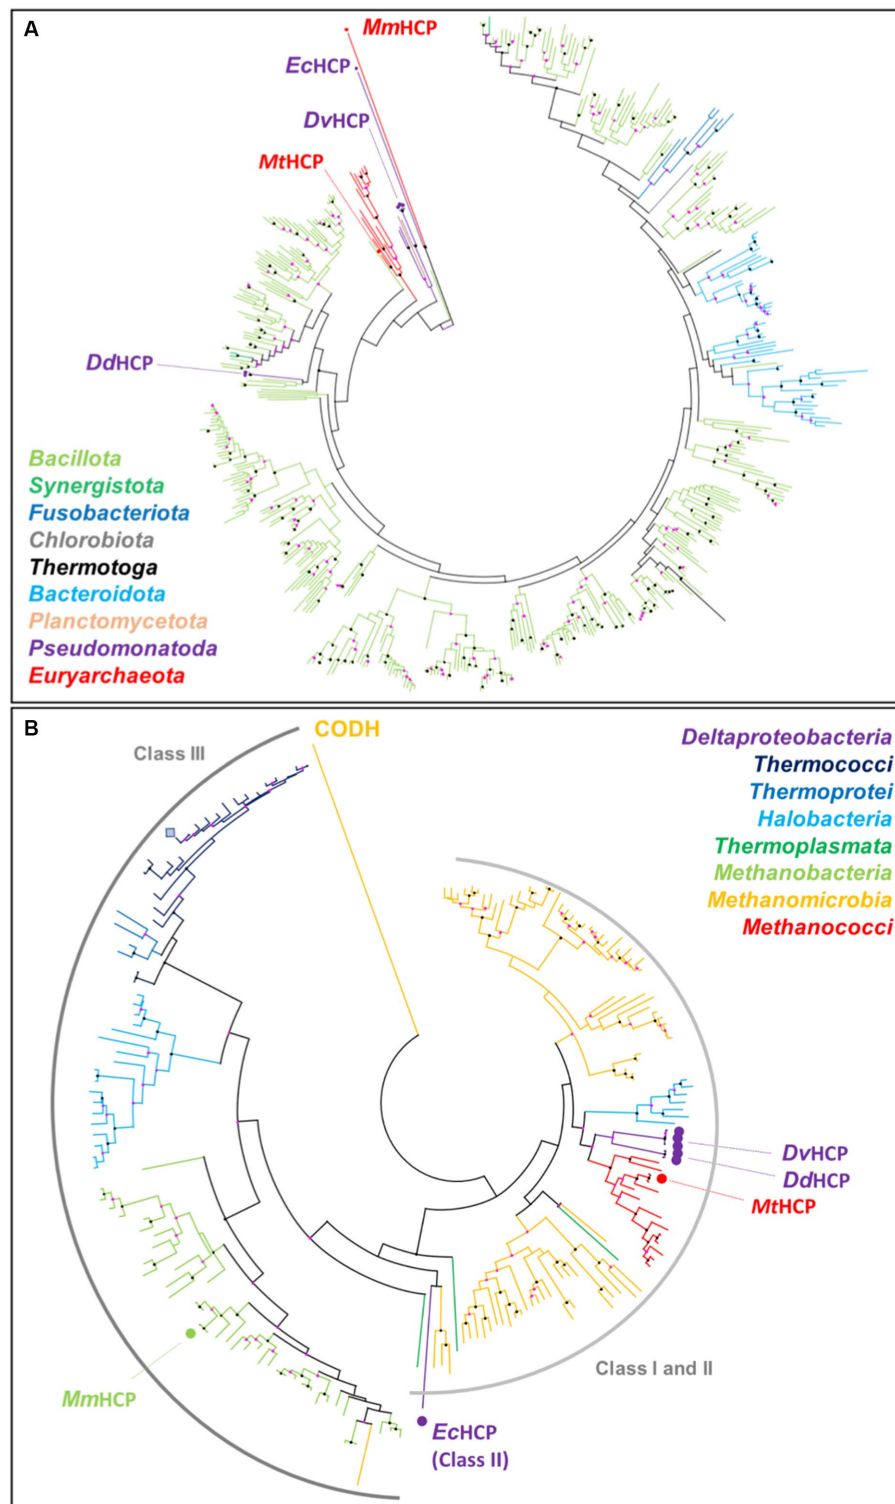 A
MmHCP
EcHCP
DvHCP
MtHCP
DdHCP
Bacillota
Synergistota
Fusobacteriota
Chlorobiota
Thermotoga
Bacteroidota
Planctomycetota
Pseudomonatoda
Euryarchaeota
B
CODH
Class III
Deltaproteobacteria
Thermococci
Thermoprotei
Halobacteria
Thermoplasmata
Methanobacteria
Methanomicrobia
Methanococci
DvHCP
DdHCP
MtHCP
Class I and II
MmHCP
EcHCP
(Class II)